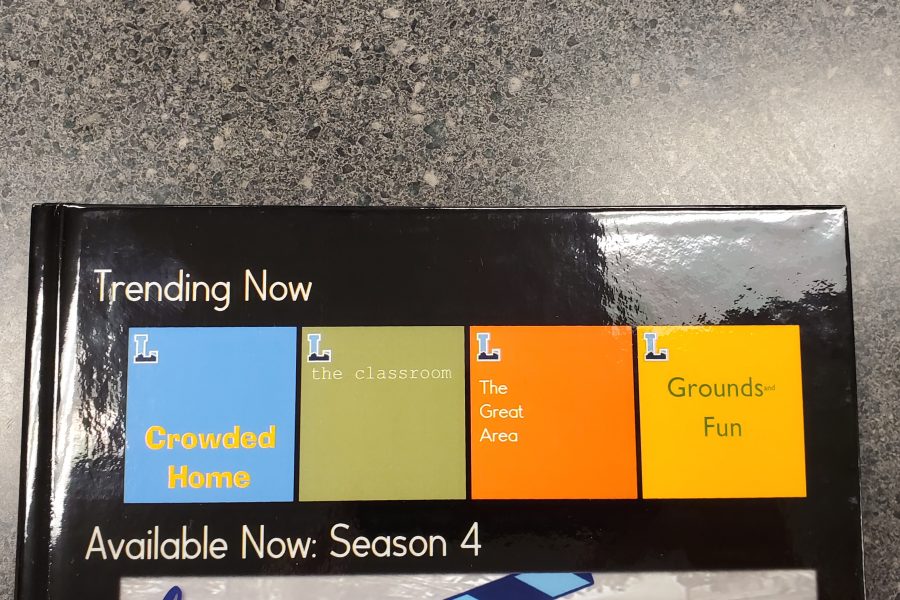 Trending Now
L
Crowded
Home
L
the classroom
L
The
Great
Area
L
Grounds and
Fun
Available Now: Season 4